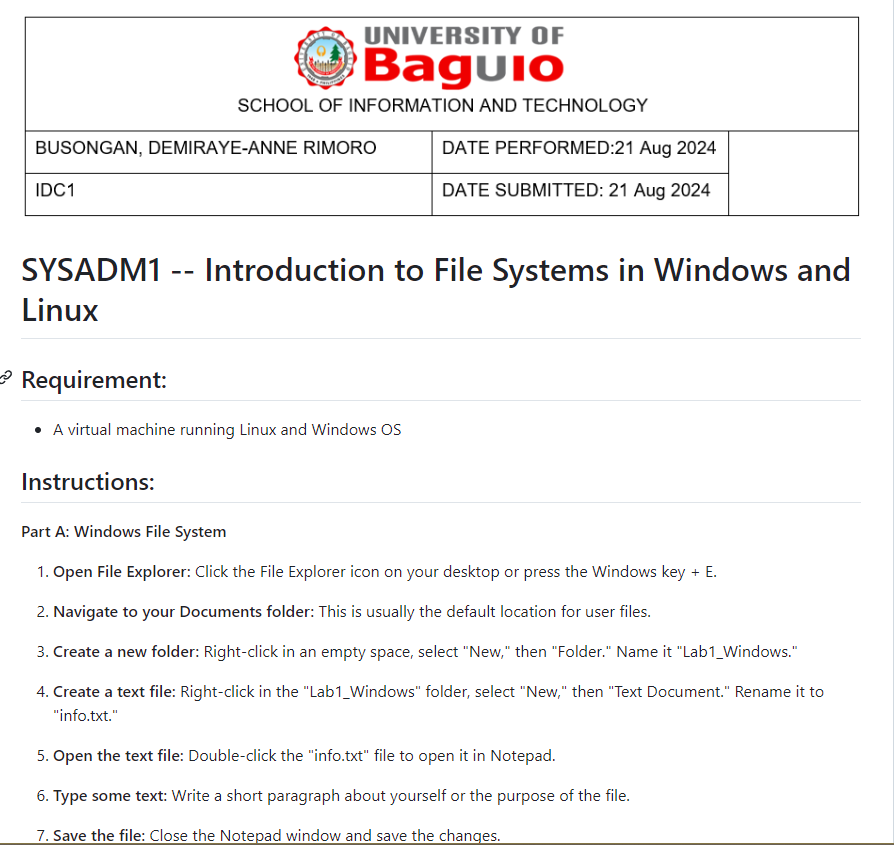 UNIVERSITY OF
Baguio
SCHOOL OF INFORMATION AND TECHNOLOGY
BUSONGAN, DEMIRAYE-ANNE RIMORO
DATE PERFORMED:21 Aug 2024
IDC1
DATE SUBMITTED: 21 Aug 2024
SYSADM1 -- Introduction to File Systems in Windows and
Linux
Requirement:
• A virtual machine running Linux and Windows OS
Instructions:
Part A: Windows File System
1. Open File Explorer: Click the File Explorer icon on your desktop or press the Windows key + E.
2. Navigate to your Documents folder: This is usually the default location for user files.
3. Create a new folder: Right-click in an empty space, select "New," then "Folder." Name it "Lab1_Windows."
4. Create a text file: Right-click in the "Lab1_Windows" folder, select "New," then "Text Document." Rename it to
"info.txt."
5. Open the text file: Double-click the "info.txt" file to open it in Notepad.
6. Type some text: Write a short paragraph about yourself or the purpose of the file.
7. Save the file: Close the Notepad window and save the changes.